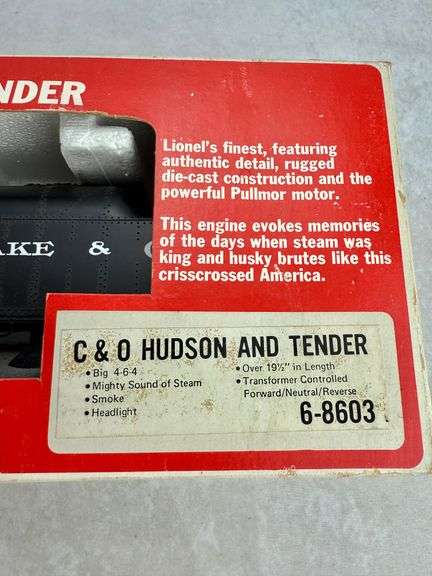 NDER
Lionel's finest, featuring
authentic detail, rugged
die-cast construction and the
powerful Pullmor motor.
This engine evokes memories
of the days when steam was
king and husky brutes like this
crisscrossed America.
AKE & 
C & O HUDSON AND TENDER
• Big 4-6-4
• Mighty Sound of Steam
• Smoke
• Headlight
• Over 19½" in Length
• Transformer Controlled
Forward/Neutral/Reverse
6-8603